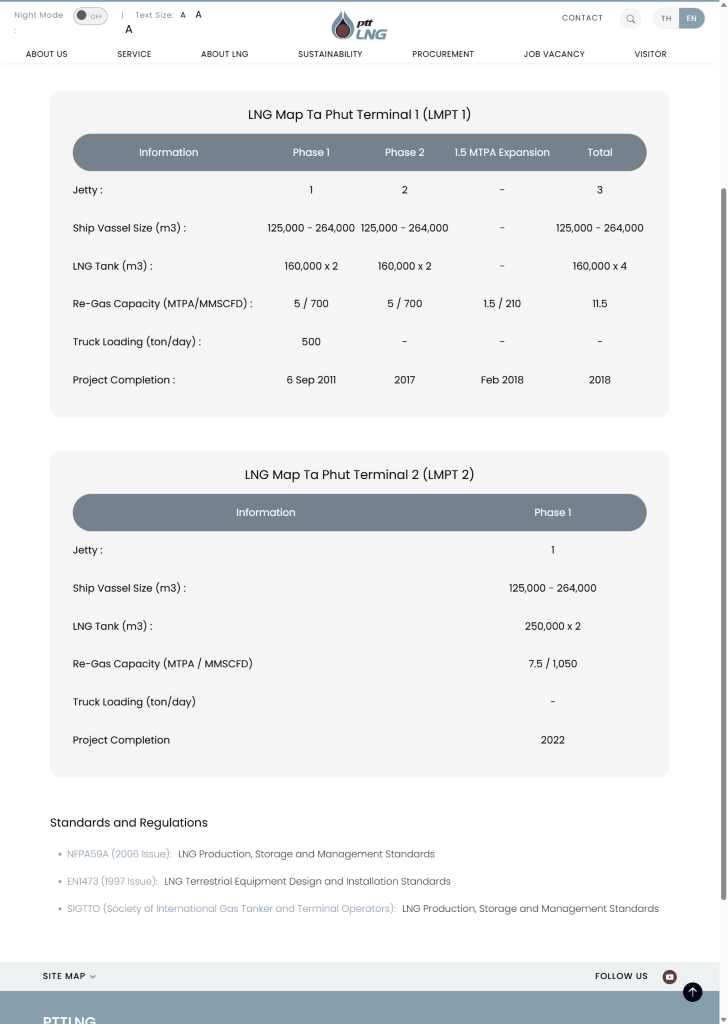 Night Mode OFF | Text Size: A A
: A
ptt
LNG
CONTACT TH EN
ABOUT US SERVICE ABOUT LNG SUSTAINABILITY PROCUREMENT JOB VACANCY VISITOR
LNG Map Ta Phut Terminal 1 (LMPT 1)
Information Phase 1 Phase 2 1.5 MTPA Expansion Total
Jetty : 1 2 - 3
Ship Vassel Size (m3) : 125,000 - 264,000 125,000 - 264,000 - 125,000 - 264,000
LNG Tank (m3) : 160,000 x 2 160,000 x 2 - 160,000 x 4
Re-Gas Capacity (MTPA/MMSCFD) : 5 / 700 5 / 700 1.5 / 210 11.5
Truck Loading (ton/day) : 500 - - -
Project Completion : 6 Sep 2011 2017 Feb 2018 2018
LNG Map Ta Phut Terminal 2 (LMPT 2)
Information Phase 1
Jetty : 1
Ship Vassel Size (m3) : 125,000 - 264,000
LNG Tank (m3) : 250,000 x 2
Re-Gas Capacity (MTPA / MMSCFD) 7.5 / 1,050
Truck Loading (ton/day) -
Project Completion 2022
Standards and Regulations
• NFPA59A (2006 Issue): LNG Production, Storage and Management Standards
• EN1473 (1997 Issue): LNG Terrestrial Equipment Design and Installation Standards
• SIGTTO (Society of International Gas Tanker and Terminal Operators): LNG Production, Storage and Management Standards
SITE MAP FOLLOW US
PTTLNG